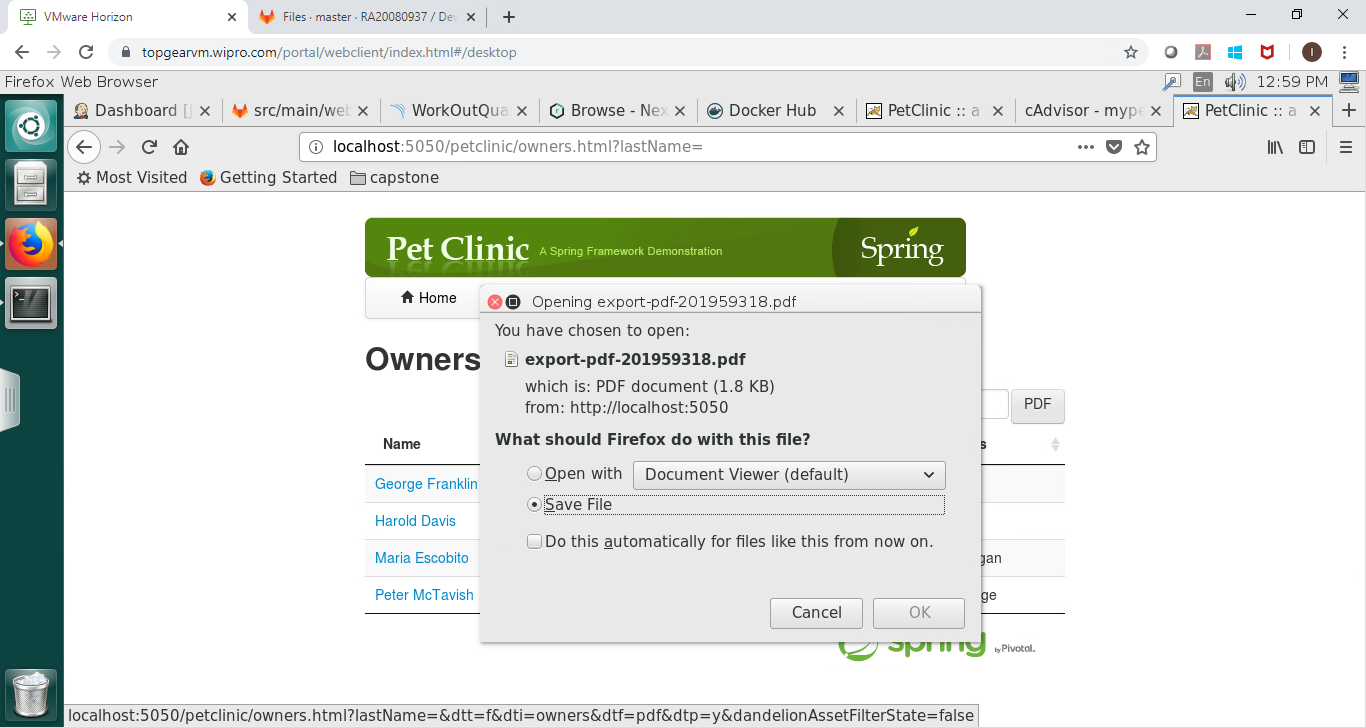 VMware Horizon
Files · master · RA20080937 / De
topgearvm.wipro.com/portal/webclient/index.html#/desktop
I
Firefox Web Browser
En
12:59 PM
Dashboard [J
src/main/web
WorkOutQua
Browse - Nex
Docker Hub
PetClinic :: a
cAdvisor - mype
PetClinic :: a
localhost:5050/petclinic/owners.html?lastName=
Most Visited
Getting Started
capstone
Pet Clinic
A Spring Framework Demonstration
Spring
Home
Opening export-pdf-201959318.pdf
You have chosen to open:
Owners
export-pdf-201959318.pdf
which is: PDF document (1.8 KB)
from: http://localhost:5050
PDF
What should Firefox do with this file?
Name
s
Open with
Document Viewer (default)
George Franklin
Save File
Harold Davis
Do this automatically for files like this from now on.
Maria Escobito
gan
Peter McTavish
ge
Cancel
OK
spring
by Pivotal.
localhost:5050/petclinic/owners.html?lastName=&dtt=f&dti=owners&dtf=pdf&dtp=y&dandelionAssetFilterState=false